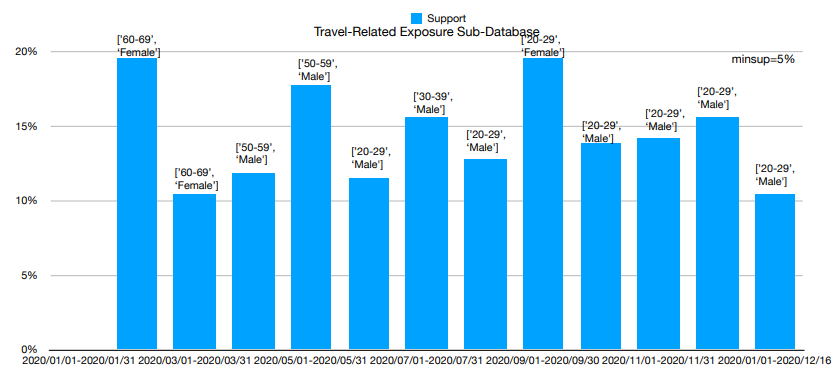 Support
Travel-Related Exposure Sub-Database
minsup=5%
20%
15%
10%
5%
0%
['60-69',
'Female']
['60-69',
'Female']
['50-59',
'Male']
['50-59',
'Male']
['20-29',
'Male']
['30-39',
'Male']
['20-29',
'Male']
['20-29',
'Female']
['20-29',
'Male']
['20-29',
'Male']
['20-29',
'Male']
['20-29',
'Male']
2020/01/01-2020/01/31 2020/03/01-2020/03/31 2020/05/01-2020/05/31 2020/07/01-2020/07/31 2020/09/01-2020/09/30 2020/11/01-2020/11/31 2020/01/01-2020/12/16